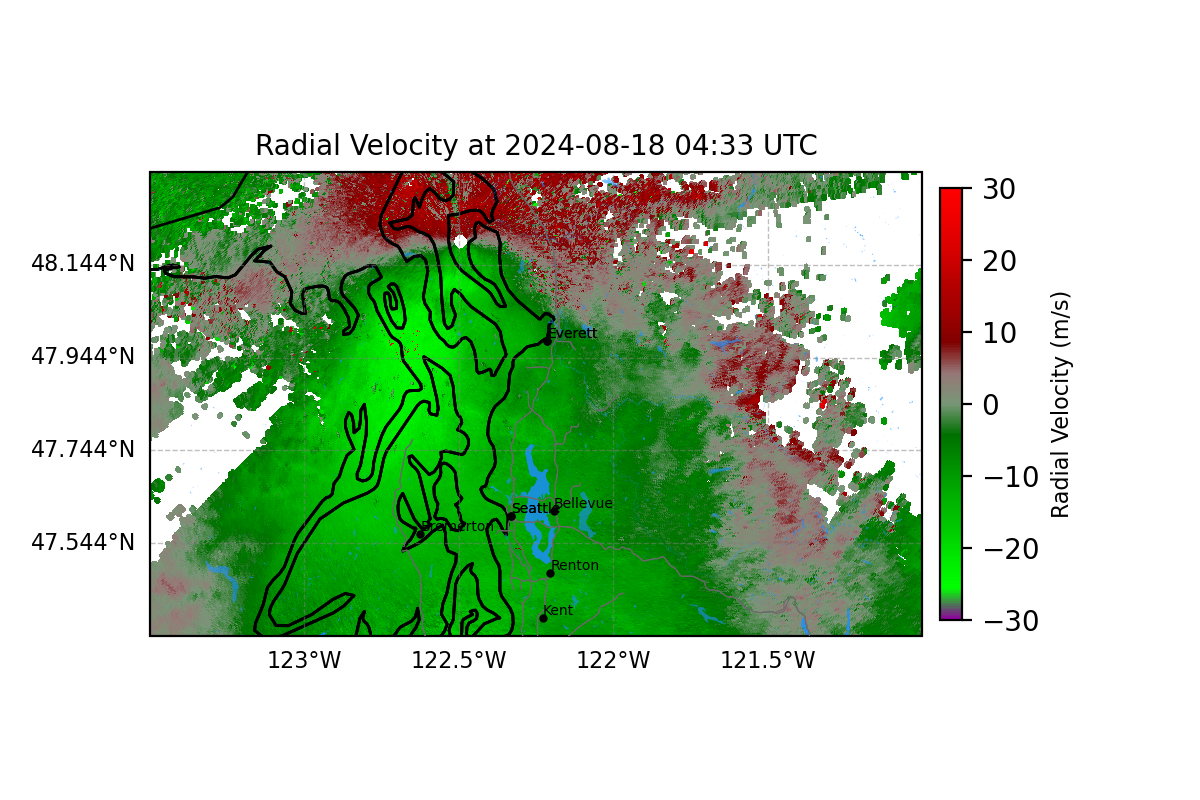 Radial Velocity at 2024-08-18 04:33 UTC
48.144°N
47.944°N
47.744°N
47.544°N
123°W
122.5°W
122°W
121.5°W
Everett
Seattle
Bellevue
Bremerton
Renton
Kent
30
20
10
0
−10
−20
−30
Radial Velocity (m/s)